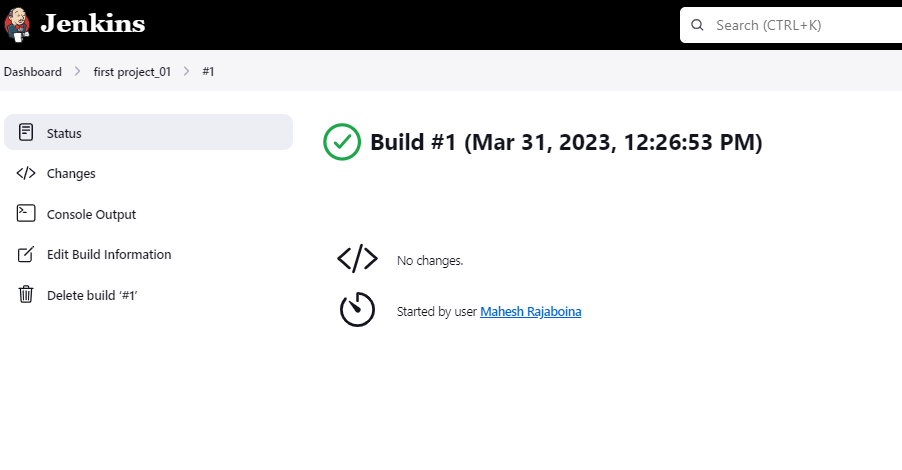 Jenkins
Search (CTRL+K)
Dashboard > first project_01 > #1
Status
Changes
Console Output
Edit Build Information
Delete build ‘#1’
Build #1 (Mar 31, 2023, 12:26:53 PM)
No changes.
Started by user Mahesh Rajaboina